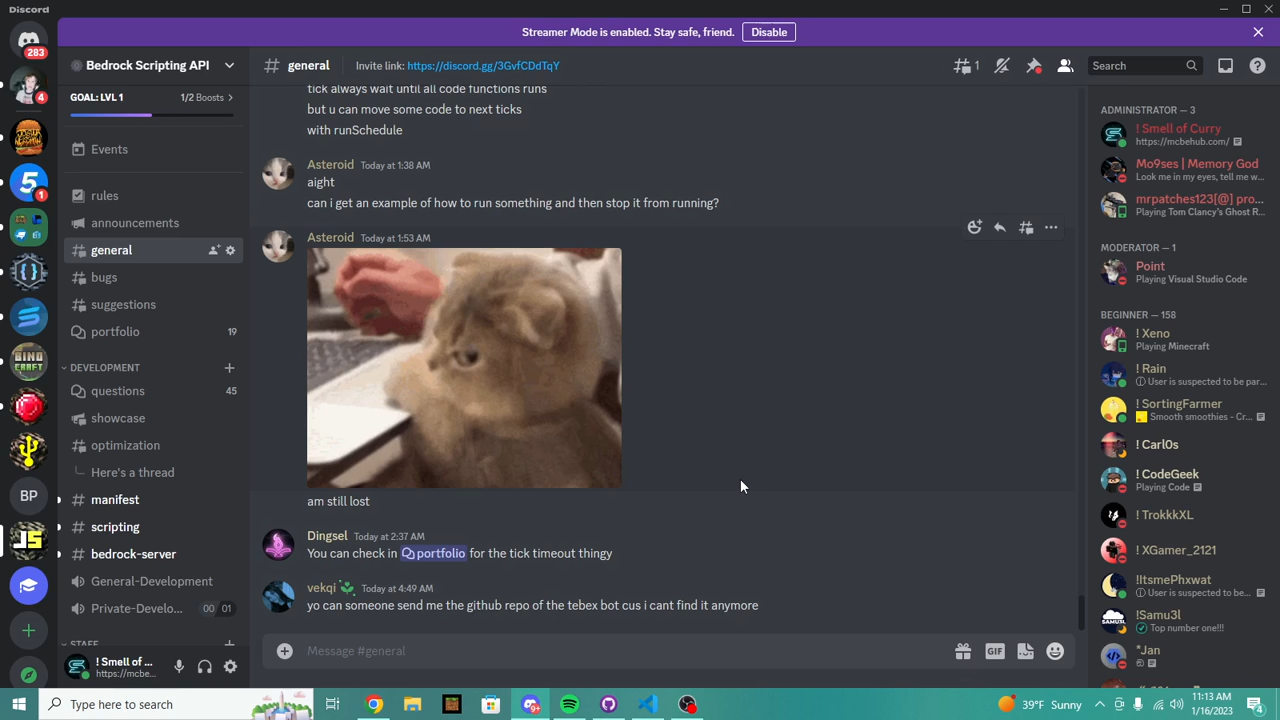 Discord
Streamer Mode is enabled. Stay safe, friend.
Disable
283
4
5
1
BP
JS
9+
Bedrock Scripting API
GOAL: LVL 1
1/2 Boosts
Events
rules
announcements
general
bugs
suggestions
portfolio
19
DEVELOPMENT
questions
45
showcase
optimization
Here's a thread
manifest
scripting
bedrock-server
General-Development
Private-Develo...
00
01
STAFF
! Smell of ...
https://mcbe...
general
Invite link: https://discord.gg/3GvfCDdTqY
1
Search
tick always wait until all code functions runs
but u can move some code to next ticks
with runSchedule
Asteroid Today at 1:38 AM
aight
can i get an example of how to run something and then stop it from running?
Asteroid Today at 1:53 AM
am still lost
Dingsel Today at 2:37 AM
You can check in portfolio for the tick timeout thingy
vekqi Today at 4:49 AM
yo can someone send me the github repo of the tebex bot cus i cant find it anymore
Message #general
GIF
ADMINISTRATOR — 3
! Smell of Curry
https://mcbehub.com/
Mo9ses | Memory God
Look me in my eyes, tell me w...
mrpatches123[@] pro...
Playing Tom Clancy's Ghost R...
MODERATOR — 1
Point
Playing Visual Studio Code
BEGINNER — 158
! Xeno
Playing Minecraft
! Rain
User is suspected to be par...
! SortingFarmer
Smooth smoothies - Cr...
! Carl0s
! CodeGeek
Playing Code
! TrokkkXL
! XGamer_2121
!ItsmePhxwat
User is suspected to be...
!Samu3l
Top number one!!!
"Jan
Type here to search
39°F Sunny
11:13 AM
1/16/2023
4